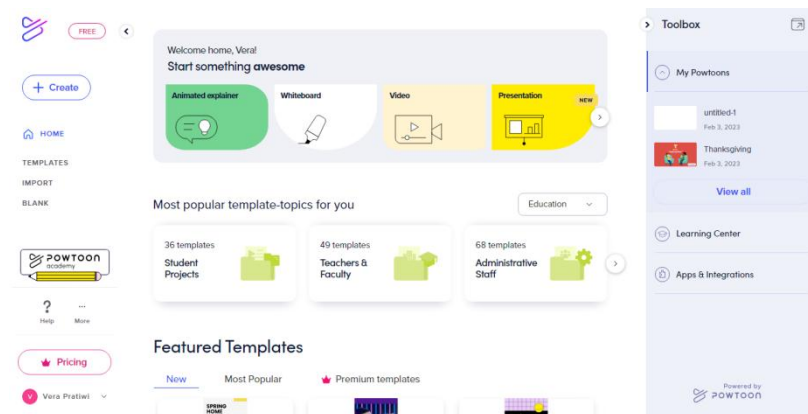 FREE
+ Create
HOME
TEMPLATES
IMPORT
BLANK
POWTOON
academy
?
Help
...
More
Pricing
V
Vera Pratiwi
Welcome home, Vera!
Start something awesome
Animated explainer
Whiteboard
Video
Presentation
NEW
Most popular template-topics for you
Education
36 templates
Student
Projects
49 templates
Teachers &
Faculty
68 templates
Administrative
Staff
Featured Templates
New
Most Popular
Premium templates
SPRING
HOME
Toolbox
My Powtoons
untitled-1
Feb 3, 2023
Thanksgiving
Feb 3, 2023
View all
Learning Center
Apps & Integrations
Powered by
POWTOON